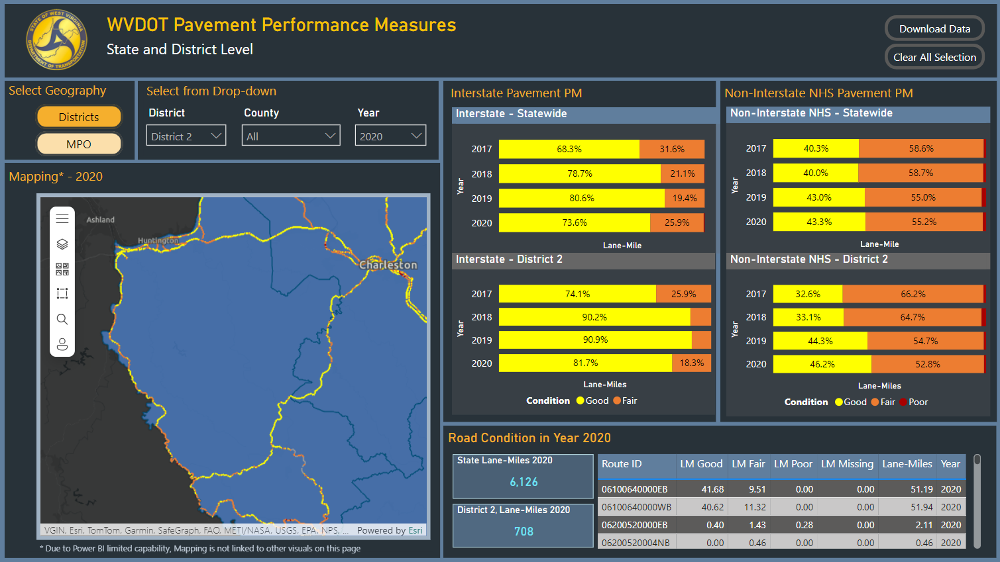 STATE OF WEST VIRGINIA
DEPARTMENT OF TRANSPORTATION
WVDOT Pavement Performance Measures
State and District Level
Download Data
Clear All Selection
Select Geography
Districts
MPO
Select from Drop-down
District County Year
District 2 All 2020
Mapping* - 2020
Ashland
Huntington
Charleston
VGIN, Esri, TomTom, Garmin, SafeGraph, FAO, METI/NASA, USGS, EPA, NPS, ... Powered by Esri
* Due to Power BI limited capability, Mapping is not linked to other visuals on this page
Interstate Pavement PM
Interstate - Statewide
Year
2017 68.3% 31.6%
2018 78.7% 21.1%
2019 80.6% 19.4%
2020 73.6% 25.9%
Lane-Mile
Interstate - District 2
Year
2017 74.1% 25.9%
2018 90.2%
2019 90.9%
2020 81.7% 18.3%
Lane-Miles
Condition Good Fair
Non-Interstate NHS Pavement PM
Non-Interstate NHS - Statewide
Year
2017 40.3% 58.6%
2018 40.0% 58.7%
2019 43.0% 55.0%
2020 43.3% 55.2%
Lane-Mile
Non-Interstate NHS - District 2
Year
2017 32.6% 66.2%
2018 33.1% 64.7%
2019 44.3% 54.7%
2020 46.2% 52.8%
Lane-Miles
Condition Good Fair Poor
Road Condition in Year 2020
State Lane-Miles 2020
6,126
District 2, Lane-Miles 2020
708
Route ID LM Good LM Fair LM Poor LM Missing Lane-Miles Year
06100640000EB 41.68 9.51 0.00 0.00 51.19 2020
06100640000WB 40.62 11.32 0.00 0.00 51.94 2020
06200520000EB 0.40 1.43 0.28 0.00 2.11 2020
06200520004NB 0.00 0.46 0.00 0.00 0.46 2020